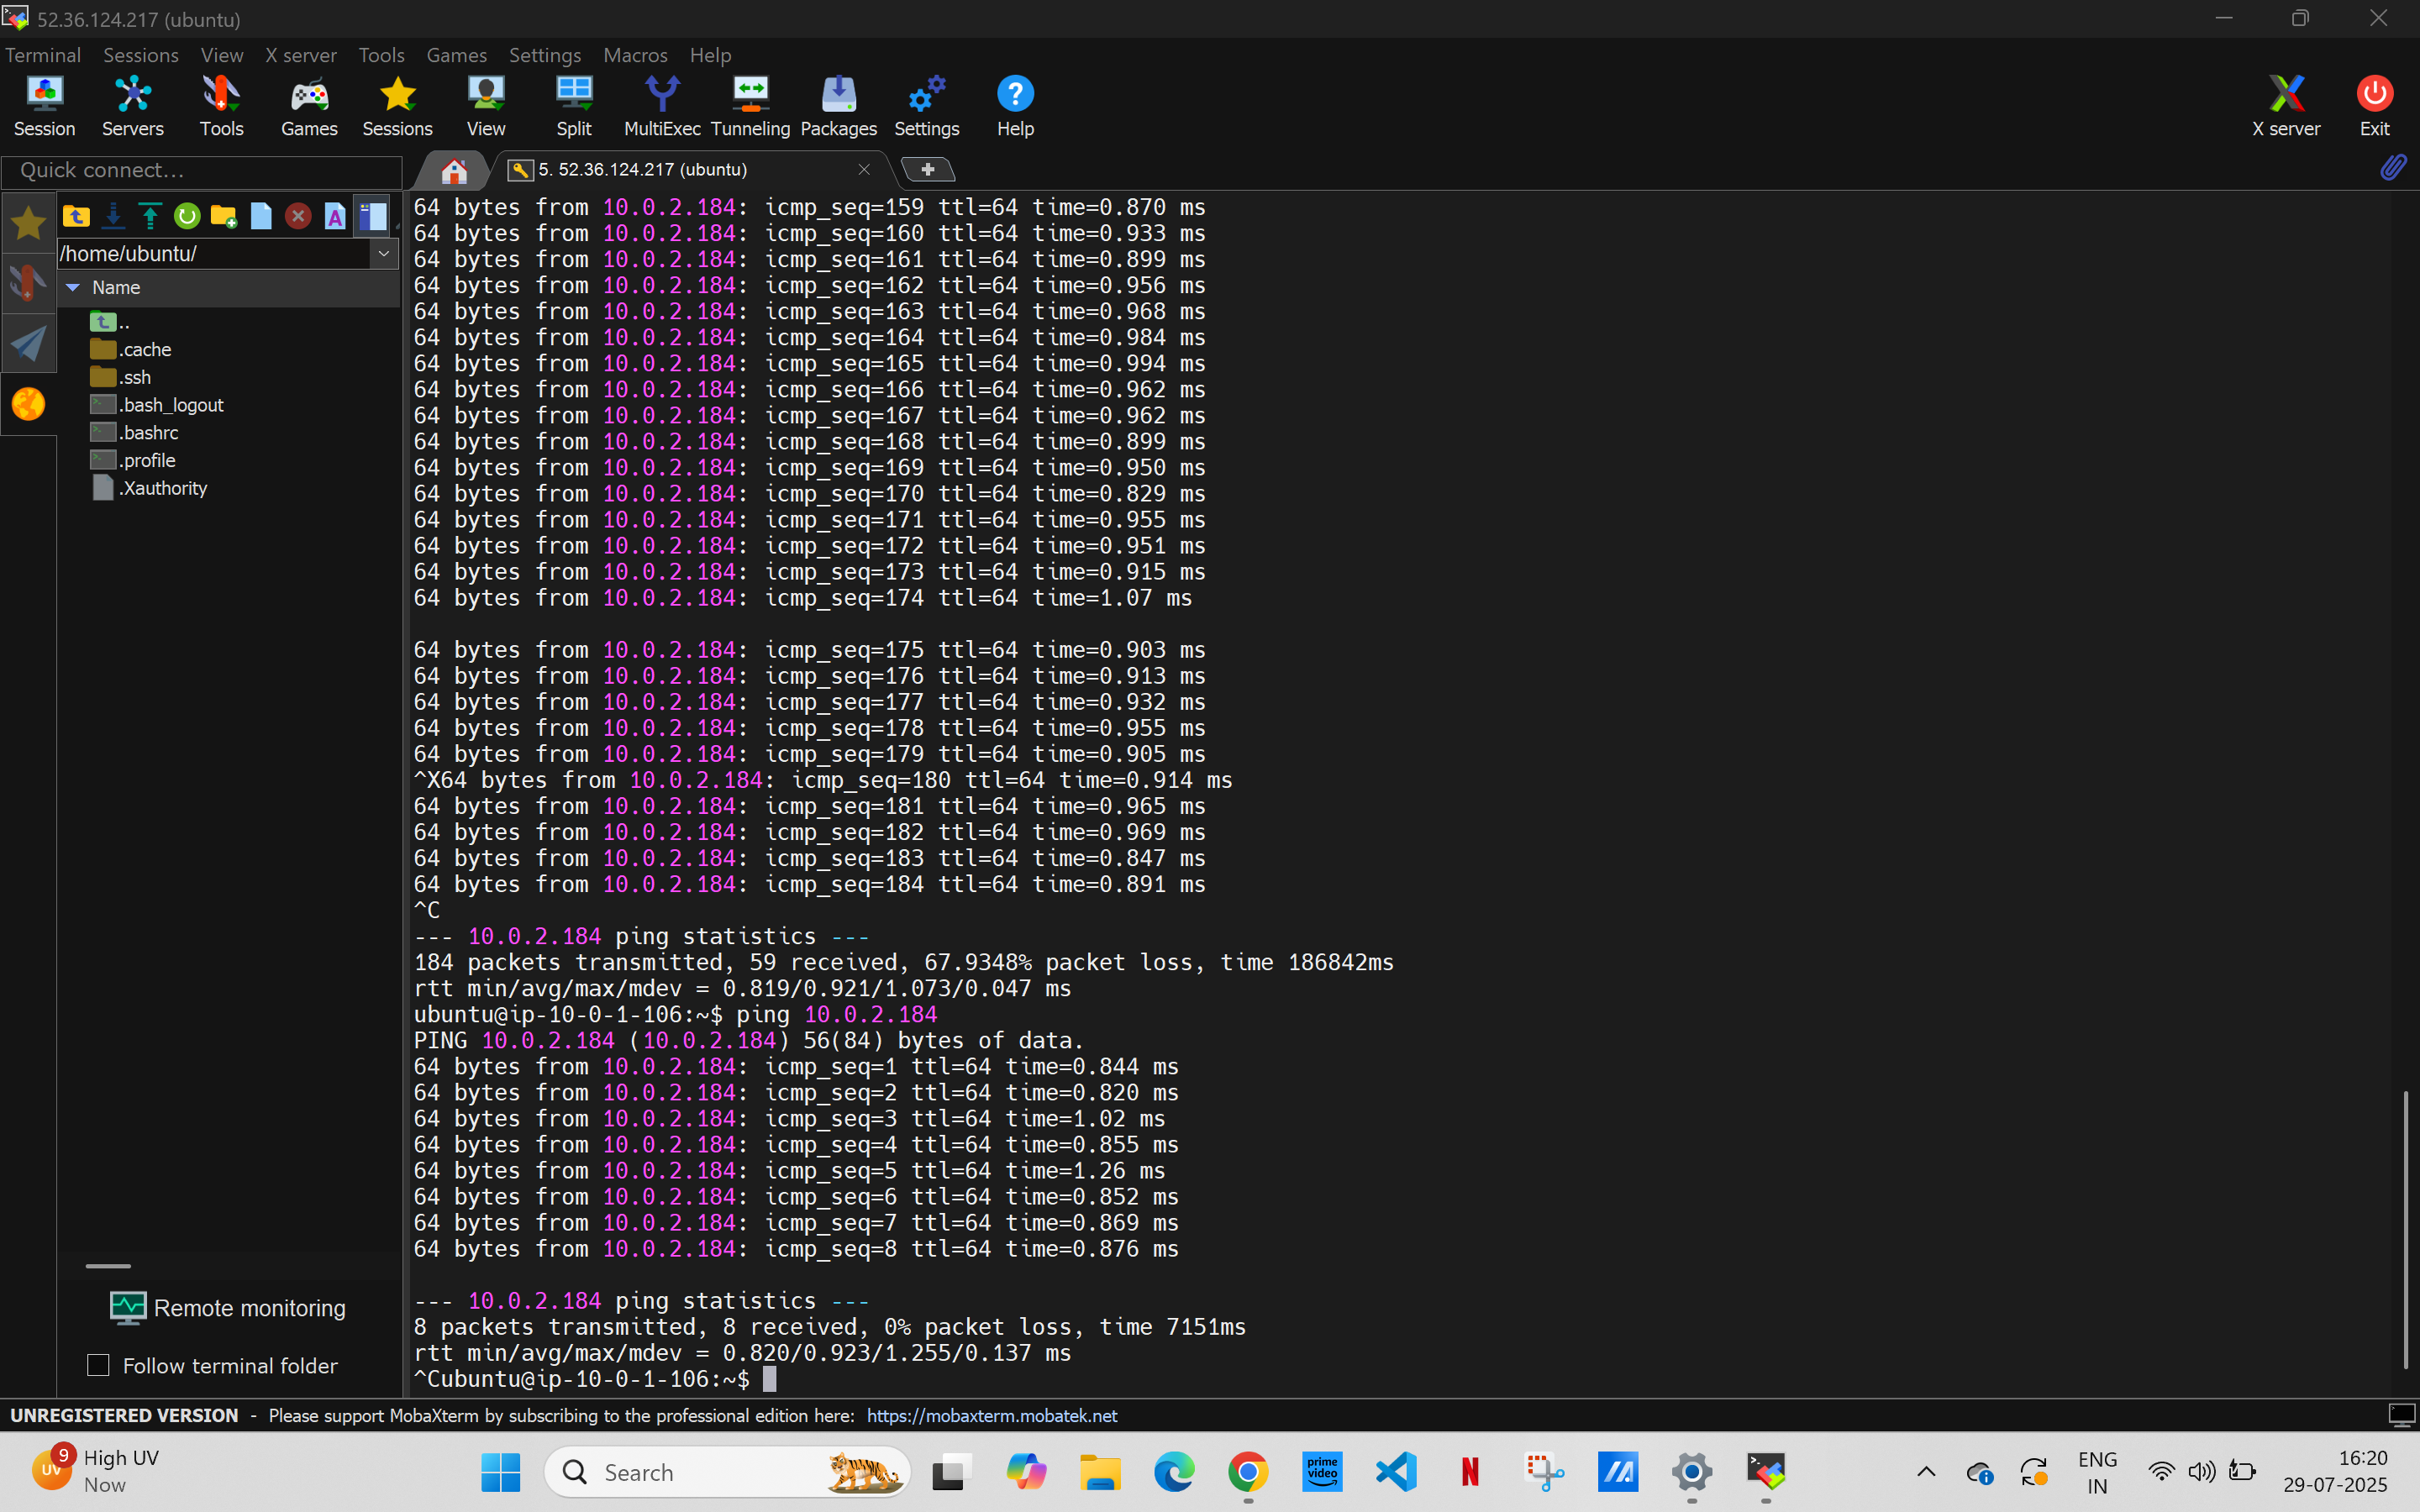 52.36.124.217 (ubuntu)
Terminal Sessions View X server Tools Games Settings Macros Help
Session Servers Tools Games Sessions View Split MultiExec Tunneling Packages Settings Help X server Exit
Quick connect...
5. 52.36.124.217 (ubuntu)
/home/ubuntu/
Name
..
.cache
.ssh
.bash_logout
.bashrc
.profile
.Xauthority
Remote monitoring
Follow terminal folder
64 bytes from 10.0.2.184: icmp_seq=159 ttl=64 time=0.870 ms
64 bytes from 10.0.2.184: icmp_seq=160 ttl=64 time=0.933 ms
64 bytes from 10.0.2.184: icmp_seq=161 ttl=64 time=0.899 ms
64 bytes from 10.0.2.184: icmp_seq=162 ttl=64 time=0.956 ms
64 bytes from 10.0.2.184: icmp_seq=163 ttl=64 time=0.968 ms
64 bytes from 10.0.2.184: icmp_seq=164 ttl=64 time=0.984 ms
64 bytes from 10.0.2.184: icmp_seq=165 ttl=64 time=0.994 ms
64 bytes from 10.0.2.184: icmp_seq=166 ttl=64 time=0.962 ms
64 bytes from 10.0.2.184: icmp_seq=167 ttl=64 time=0.962 ms
64 bytes from 10.0.2.184: icmp_seq=168 ttl=64 time=0.899 ms
64 bytes from 10.0.2.184: icmp_seq=169 ttl=64 time=0.950 ms
64 bytes from 10.0.2.184: icmp_seq=170 ttl=64 time=0.829 ms
64 bytes from 10.0.2.184: icmp_seq=171 ttl=64 time=0.955 ms
64 bytes from 10.0.2.184: icmp_seq=172 ttl=64 time=0.951 ms
64 bytes from 10.0.2.184: icmp_seq=173 ttl=64 time=0.915 ms
64 bytes from 10.0.2.184: icmp_seq=174 ttl=64 time=1.07 ms
64 bytes from 10.0.2.184: icmp_seq=175 ttl=64 time=0.903 ms
64 bytes from 10.0.2.184: icmp_seq=176 ttl=64 time=0.913 ms
64 bytes from 10.0.2.184: icmp_seq=177 ttl=64 time=0.932 ms
64 bytes from 10.0.2.184: icmp_seq=178 ttl=64 time=0.955 ms
64 bytes from 10.0.2.184: icmp_seq=179 ttl=64 time=0.905 ms
^X64 bytes from 10.0.2.184: icmp_seq=180 ttl=64 time=0.914 ms
64 bytes from 10.0.2.184: icmp_seq=181 ttl=64 time=0.965 ms
64 bytes from 10.0.2.184: icmp_seq=182 ttl=64 time=0.969 ms
64 bytes from 10.0.2.184: icmp_seq=183 ttl=64 time=0.847 ms
64 bytes from 10.0.2.184: icmp_seq=184 ttl=64 time=0.891 ms
^C
--- 10.0.2.184 ping statistics ---
184 packets transmitted, 59 received, 67.9348% packet loss, time 186842ms
rtt min/avg/max/mdev = 0.819/0.921/1.073/0.047 ms
ubuntu@ip-10-0-1-106:~$ ping 10.0.2.184
PING 10.0.2.184 (10.0.2.184) 56(84) bytes of data.
64 bytes from 10.0.2.184: icmp_seq=1 ttl=64 time=0.844 ms
64 bytes from 10.0.2.184: icmp_seq=2 ttl=64 time=0.820 ms
64 bytes from 10.0.2.184: icmp_seq=3 ttl=64 time=1.02 ms
64 bytes from 10.0.2.184: icmp_seq=4 ttl=64 time=0.855 ms
64 bytes from 10.0.2.184: icmp_seq=5 ttl=64 time=1.26 ms
64 bytes from 10.0.2.184: icmp_seq=6 ttl=64 time=0.852 ms
64 bytes from 10.0.2.184: icmp_seq=7 ttl=64 time=0.869 ms
64 bytes from 10.0.2.184: icmp_seq=8 ttl=64 time=0.876 ms
--- 10.0.2.184 ping statistics ---
8 packets transmitted, 8 received, 0% packet loss, time 7151ms
rtt min/avg/max/mdev = 0.820/0.923/1.255/0.137 ms
^Cubuntu@ip-10-0-1-106:~$
UNREGISTERED VERSION - Please support MobaXterm by subscribing to the professional edition here: https://mobaxterm.mobatek.net
9
UV
High UV
Now
Search
prime video
N
ENG
IN
16:20
29-07-2025